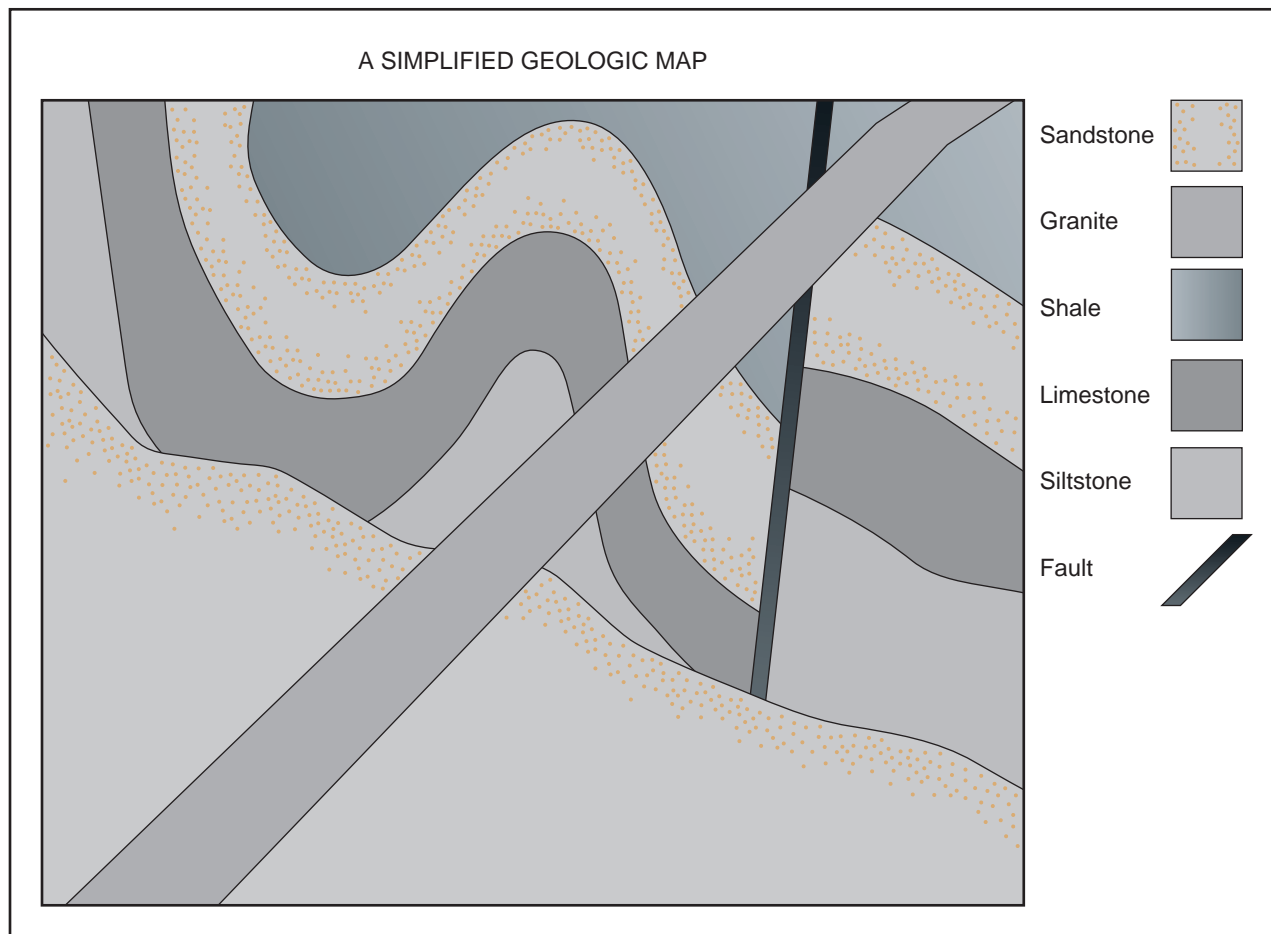 A SIMPLIFIED GEOLOGIC MAP
Sandstone
Granite
Shale
Limestone
Siltstone
Fault